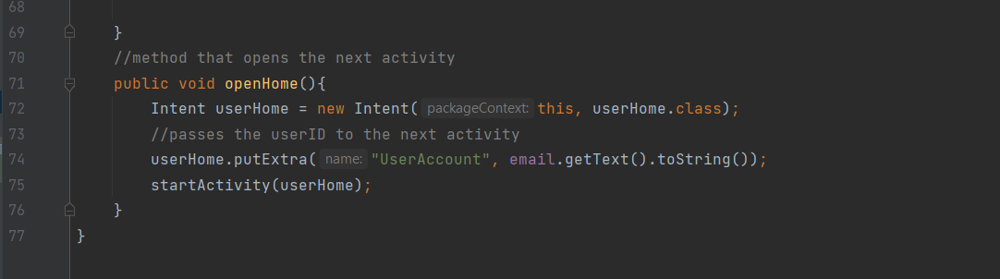 68
69 }
70 //method that opens the next activity
71 public void openHome(){
72 Intent userHome = new Intent( packageContext: this, userHome.class);
73 //passes the userID to the next activity
74 userHome.putExtra( name: "UserAccount", email.getText().toString());
75 startActivity(userHome);
76 }
77 }